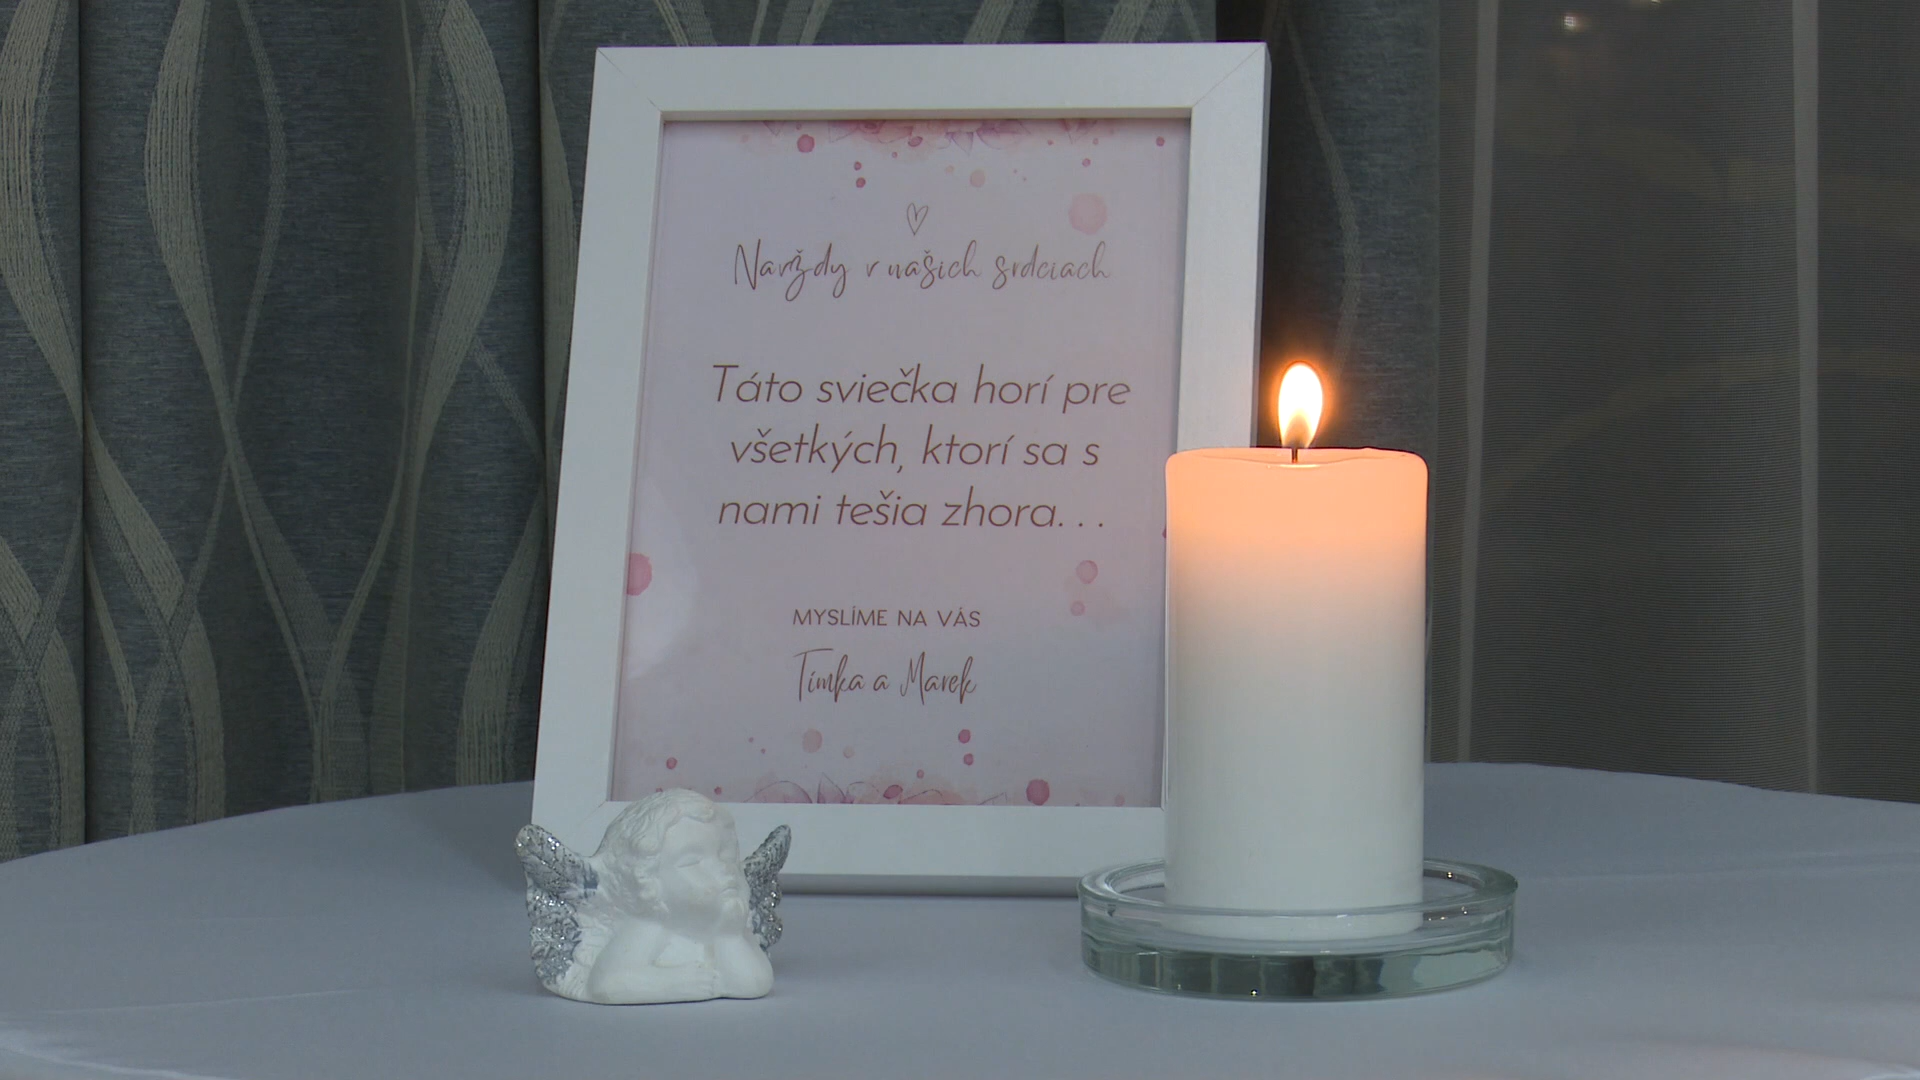 Navždy v našich srdciach
Táto sviečka horí pre
všetkých, ktorí sa s
nami tešia zhora...
MYSLÍME NA VÁS
Timka a Marek